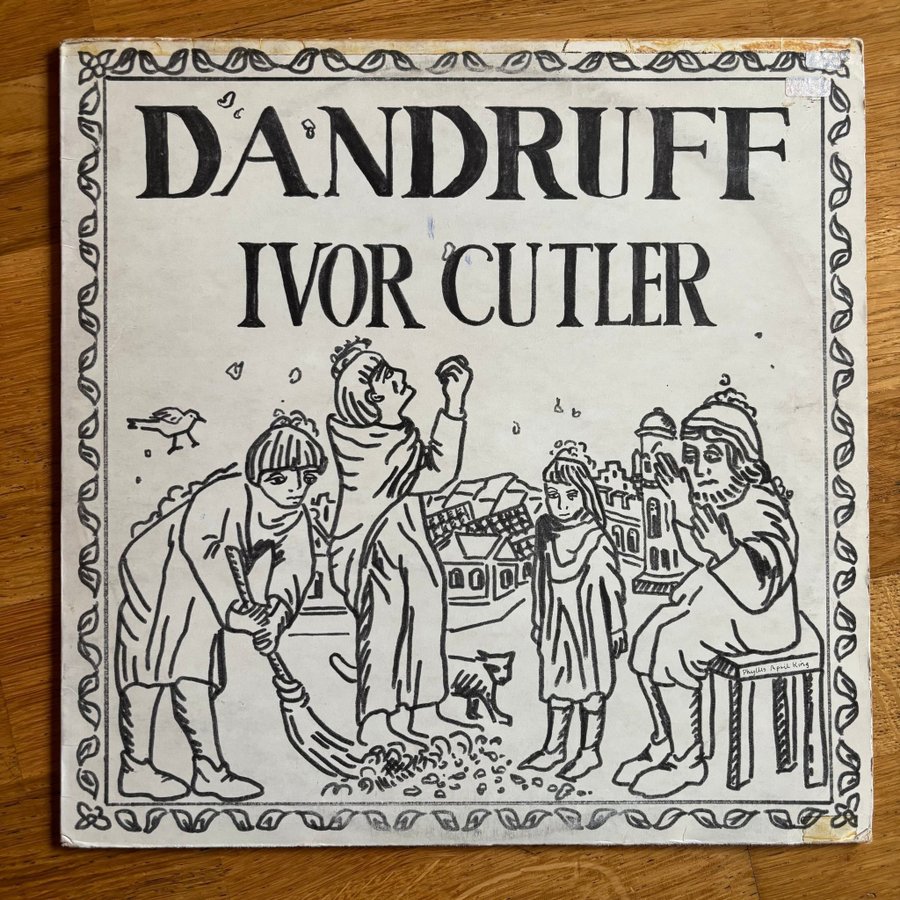 DANDRUFF
IVOR CUTLER
Phyllis April King